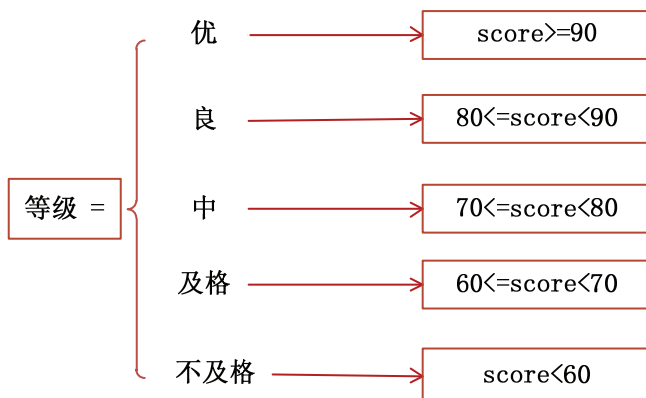 优
score>=90
良
80<=score<90
等级 =
中
70<=score<80
及格
60<=score<70
不及格
score<60